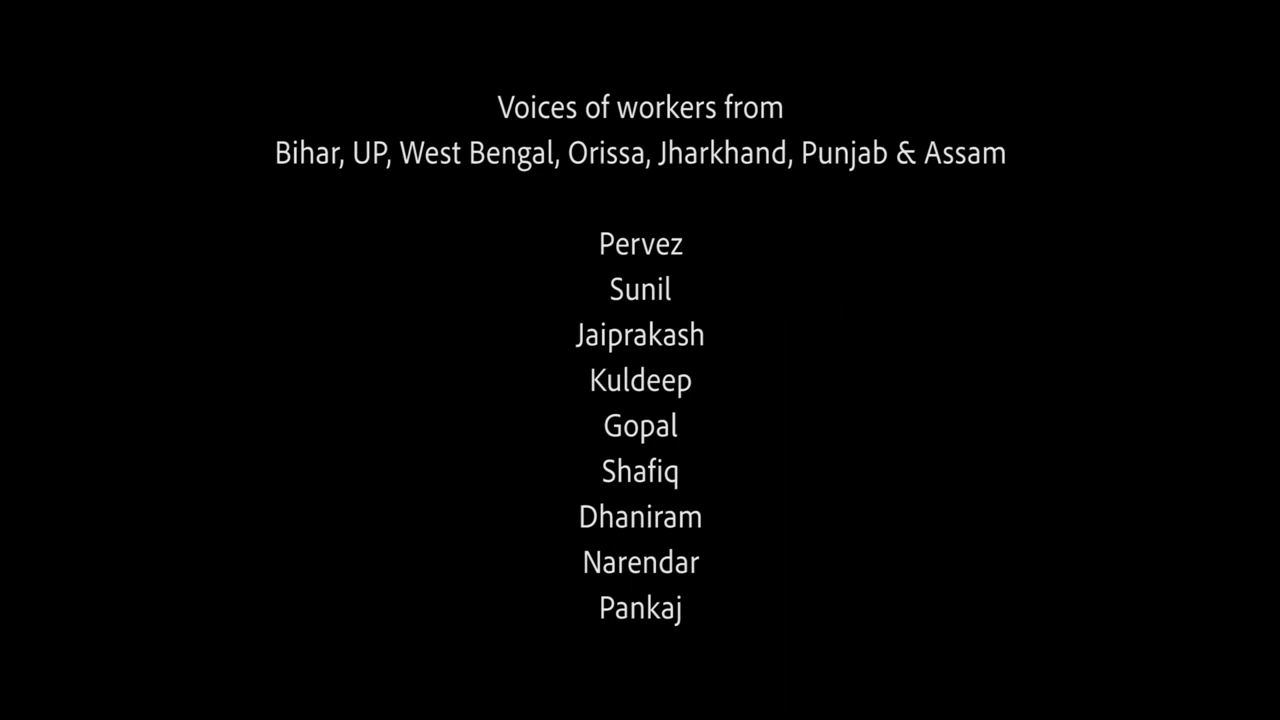 Voices of workers from
Bihar, UP, West Bengal, Orissa, Jharkhand, Punjab & Assam
Pervez
Sunil
Jaiprakash
Kuldeep
Gopal
Shafiq
Dhaniram
Narendar
Pankaj